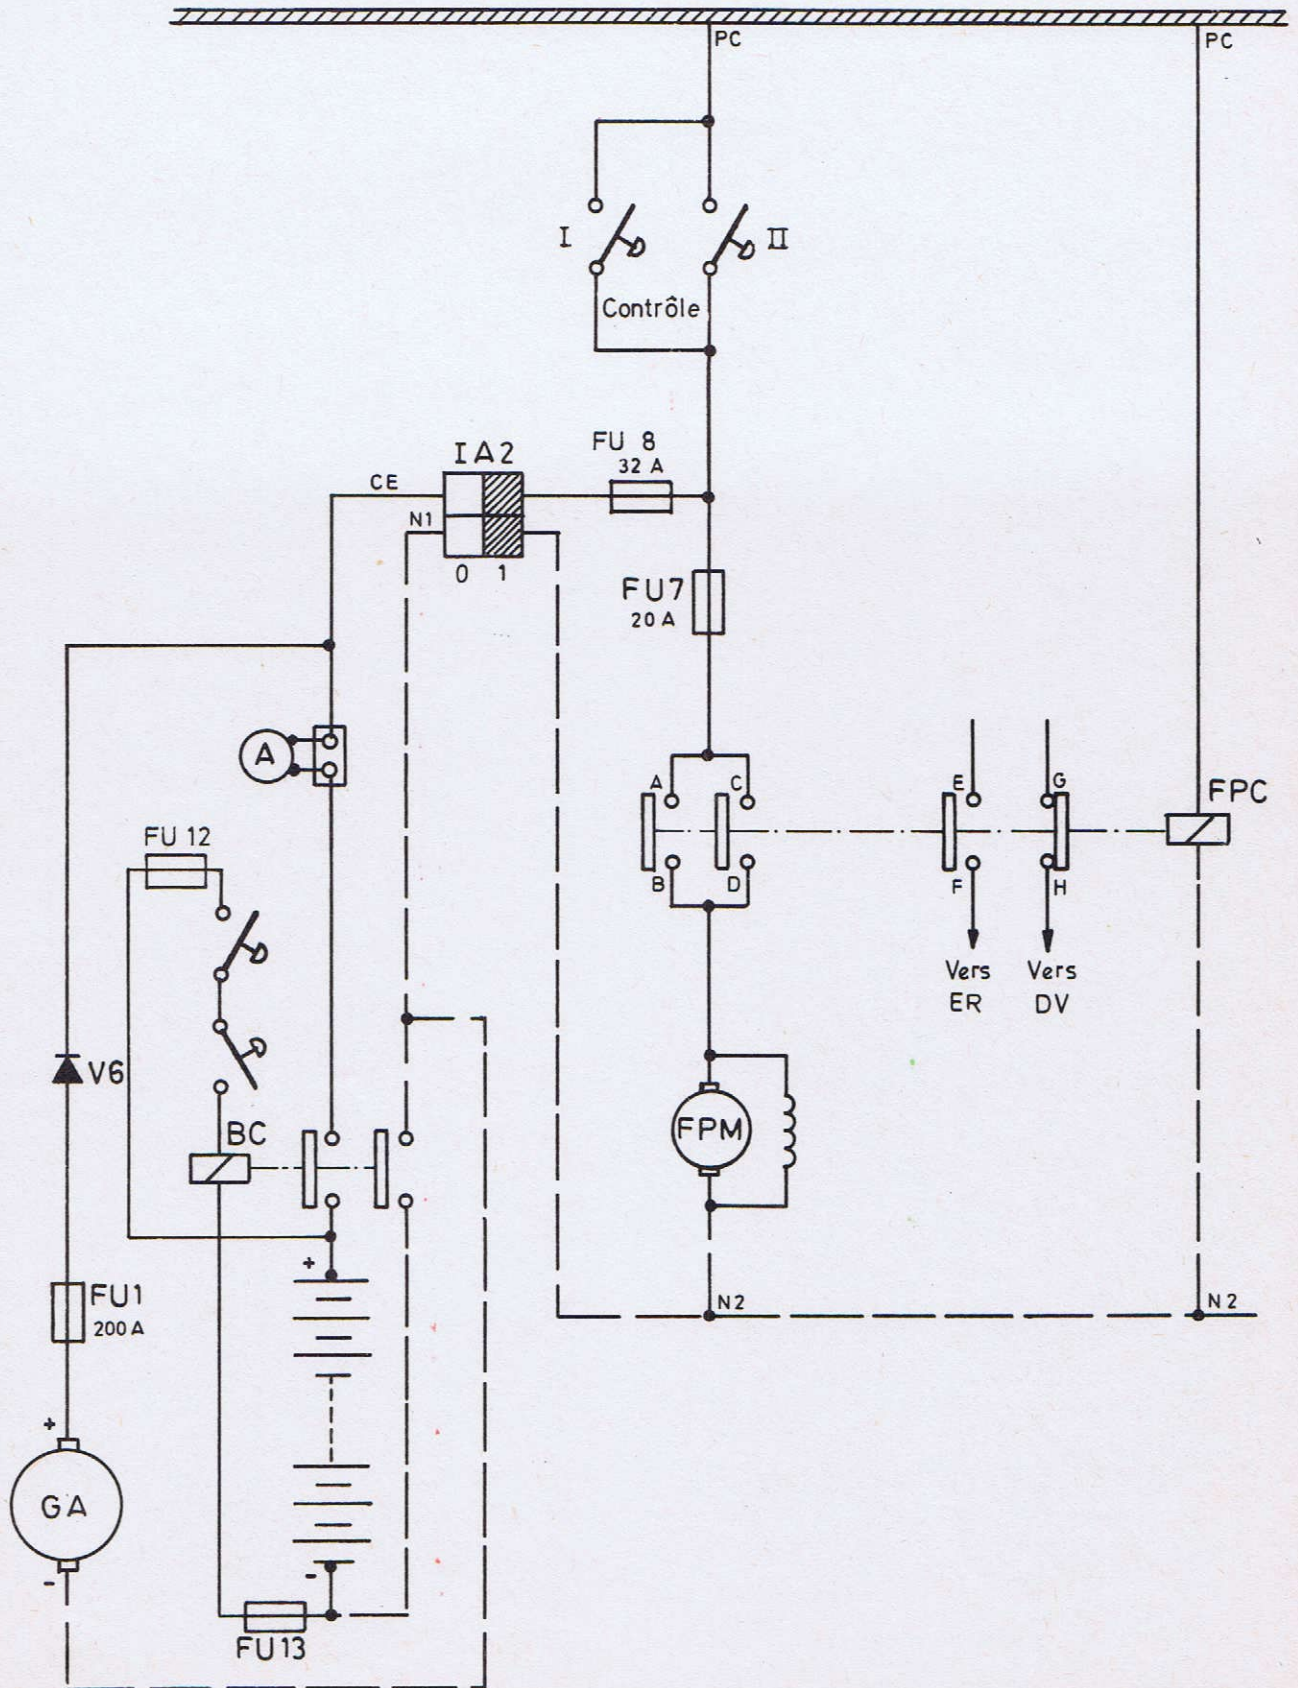 PC
PC
I
II
Contrôle
IA2
FU 8
32 A
CE
N1
0 1
FU7
20 A
A
A
C
E
G
FPC
FU 12
B
D
F
H
Vers
ER
Vers
DV
V6
BC
FPM
+
FU1
200 A
N2
N2
+
GA
-
-
FU13